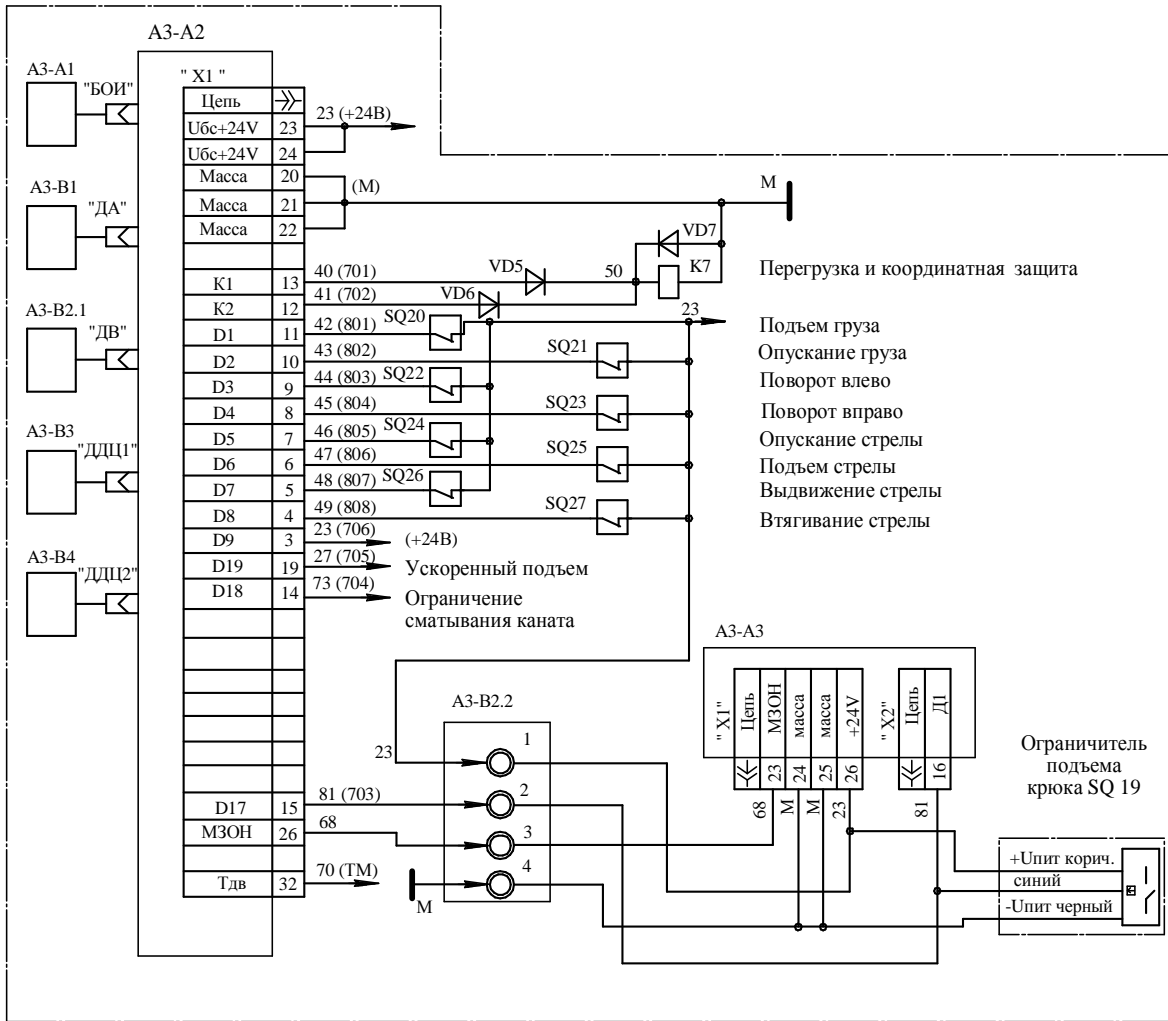 А3-А2
А3-А1
"БОИ"
" X1 "
Цепь
Uбс+24V 23
23 (+24В)
Uбс+24V 24
Масса 20
Масса 21
(М)
М
Масса 22
А3-В1
"ДА"
К1 13
40 (701)
VD5
50
VD7
К7
Перегрузка и координатная защита
К2 12
41 (702)
VD6
23
А3-В2.1
"ДВ"
D1 11
42 (801)
SQ20
Подъем груза
D2 10
43 (802)
SQ21
Опускание груза
D3 9
44 (803)
SQ22
Поворот влево
D4 8
45 (804)
SQ23
Поворот вправо
А3-В3
"ДДЦ1"
D5 7
46 (805)
SQ24
Опускание стрелы
D6 6
47 (806)
SQ25
Подъем стрелы
D7 5
48 (807)
SQ26
Выдвижение стрелы
D8 4
49 (808)
SQ27
Втягивание стрелы
D9 3
23 (706)
(+24В)
А3-В4
"ДДЦ2"
D19 19
27 (705)
Ускоренный подъем
D18 14
73 (704)
Ограничение
сматывания каната
А3-А3
" X1"
Цепь
МЗОН
масса
масса
+24V
" X2"
Цепь
Д1
23
24
25
26
16
68
М
М
23
81
А3-В2.2
23
1
2
3
4
М
D17 15
81 (703)
МЗОН 26
68
Тдв 32
70 (ТМ)
Ограничитель
подъема
крюка SQ 19
+Uпит корич.
синий
-Uпит черный